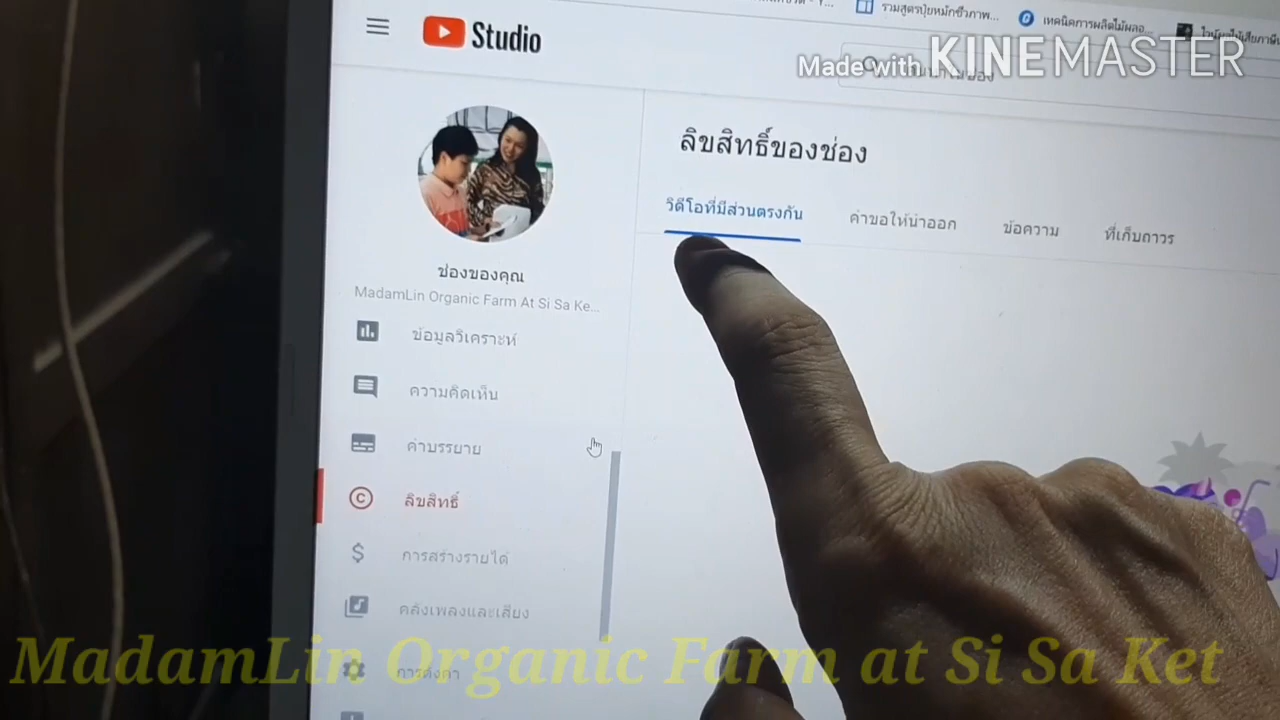 รวมสูตรปุ๋ยหมักชีวภาพ...
เทคนิคการผลิตไม้ผลอ...
Studio
Made with KINEMASTER
ลิขสิทธิ์ของช่อง
วิดีโอที่มีส่วนตรงกัน
คำขอให้นำออก
ข้อความ
ที่เก็บถาวร
ช่องของคุณ
MadamLin Organic Farm At Si Sa Ke...
ข้อมูลวิเคราะห์
ความคิดเห็น
คำบรรยาย
ลิขสิทธิ์
การสร้างรายได้
คลังเพลงและเสียง
การตั้งค่า
MadamLin Organic Farm at Si Sa Ket